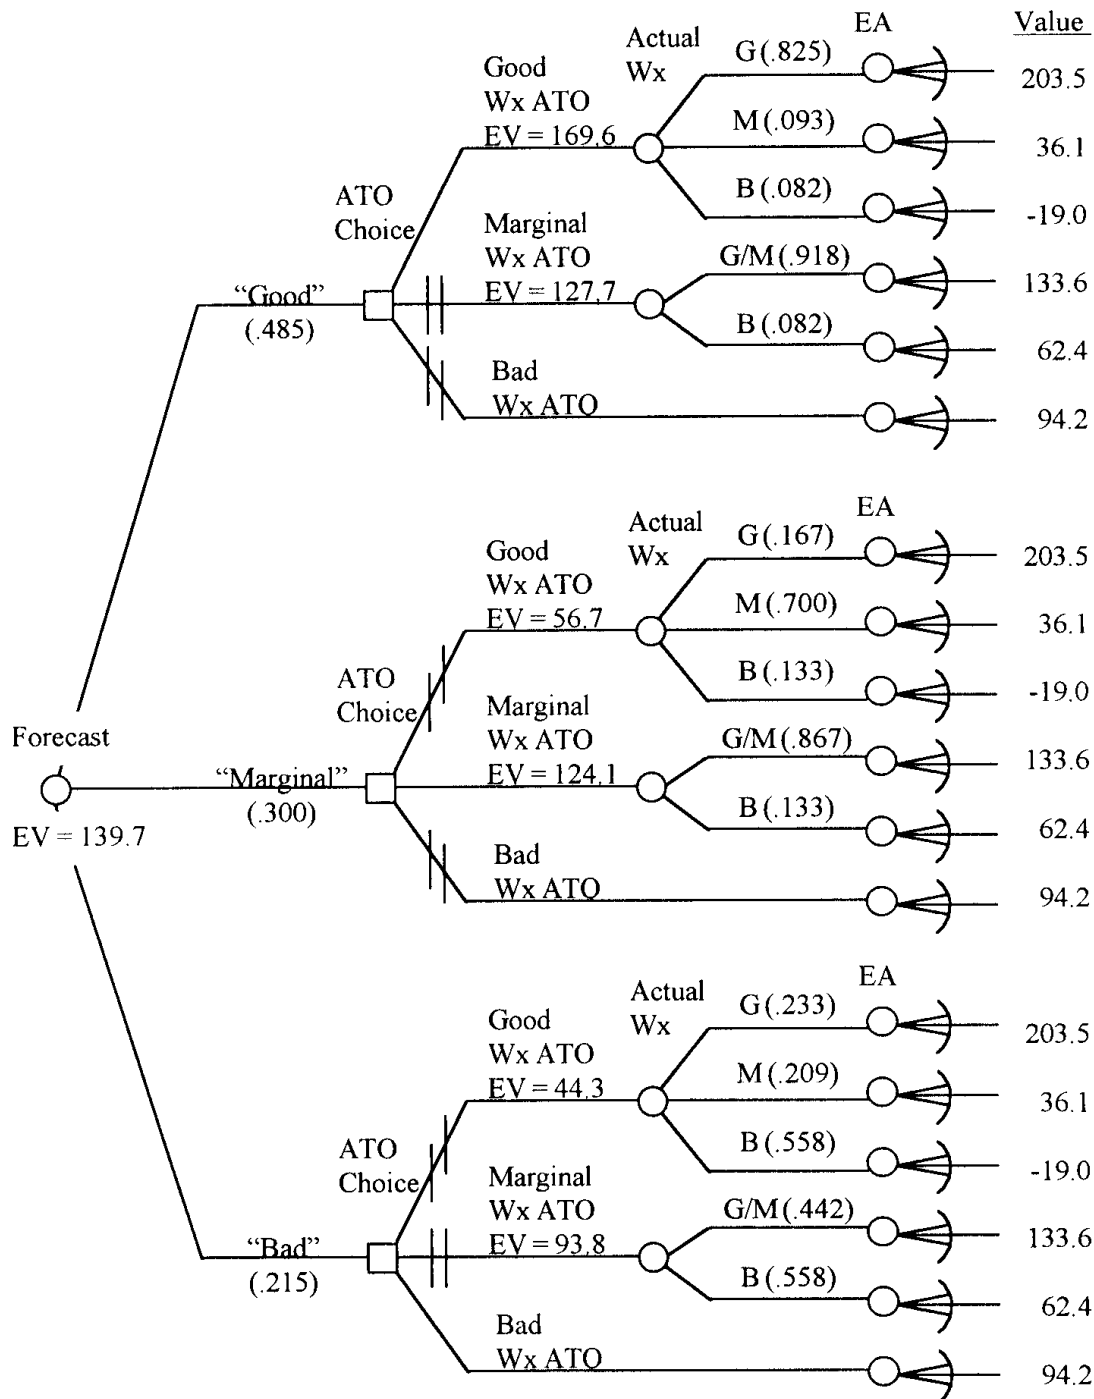 Value
EA
Actual
Wx
G (.825)
203.5
Good
Wx ATO
EV = 169.6
M (.093)
36.1
B (.082)
-19.0
ATO
Choice
Marginal
Wx ATO
EV = 127.7
G/M (.918)
133.6
B (.082)
62.4
"Good"
(.485)
Bad
Wx ATO
94.2
EA
Actual
Wx
G (.167)
203.5
Good
Wx ATO
EV = 56.7
M (.700)
36.1
B (.133)
-19.0
ATO
Choice
Marginal
Wx ATO
EV = 124.1
G/M (.867)
133.6
B (.133)
62.4
Forecast
EV = 139.7
"Marginal"
(.300)
Bad
Wx ATO
94.2
EA
Actual
Wx
G (.233)
203.5
Good
Wx ATO
EV = 44.3
M (.209)
36.1
B (.558)
-19.0
ATO
Choice
Marginal
Wx ATO
EV = 93.8
G/M (.442)
133.6
B (.558)
62.4
"Bad"
(.215)
Bad
Wx ATO
94.2